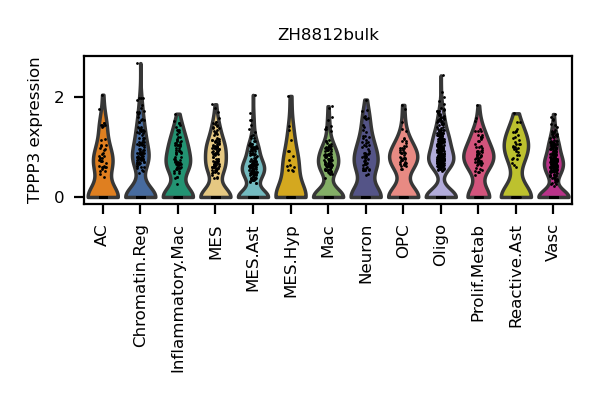 ZH8812bulk
TPPP3 expression
2
0
AC
Chromatin.Reg
Inflammatory.Mac
MES
MES.Ast
MES.Hyp
Mac
Neuron
OPC
Oligo
Prolif.Metab
Reactive.Ast
Vasc